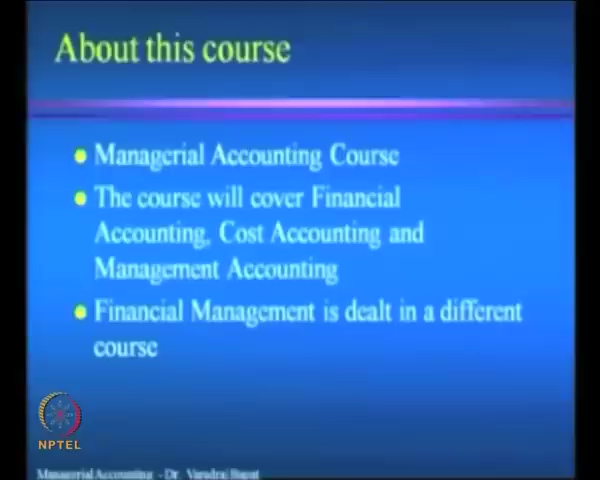 About this course
Managerial Accounting Course
The course will cover Financial
Accounting, Cost Accounting and
Management Accounting
Financial Management is dealt in a different
course
NPTEL
Managerial Accounting - Dr. Varadraj Bapat